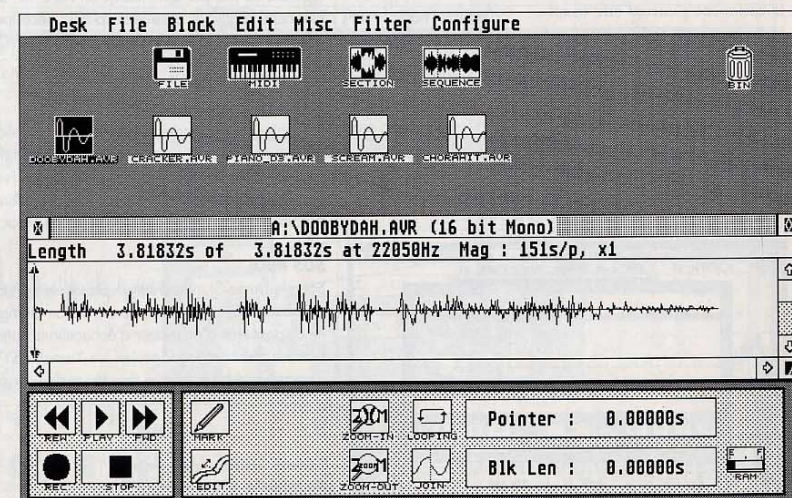 Desk File Block Edit Misc Filter Configure
FILE MIDI SECTION SEQUENCE BIN
DOOBYDAH.AVR CRACKER.AVR PIANO_D3.AVR SCREAM.AVR CHORAWIT.AVR
A:\DOOBYDAH.AVR (16 bit Mono)
Length 3.81832s of 3.81832s at 22050Hz Mag : 151s/p, x1
REW PLAY FWD MARK ZOOM-IN LOOPING Pointer : 0.00000s
REC STOP EDIT ZOOM-OUT JOIN Blk Len : 0.00000s E F RAM